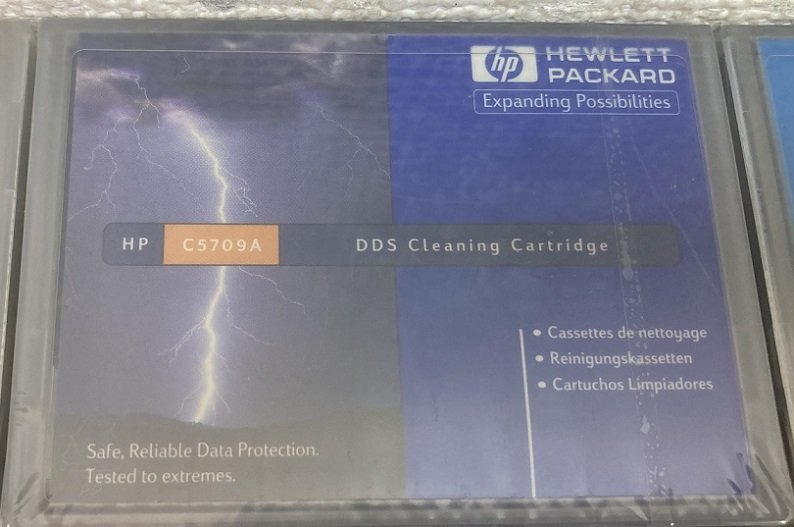 hp HEWLETT
PACKARD
Expanding Possibilities
HP C5709A DDS Cleaning Cartridge
• Cassettes de nettoyage
• Reinigungskassetten
• Cartuchos Limpiadores
Safe, Reliable Data Protection.
Tested to extremes.